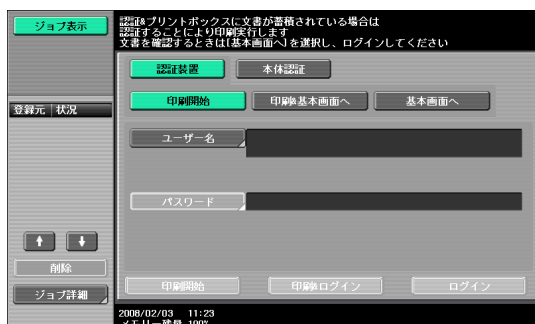 ジョブ表示
認証&プリントボックスに文書が蓄積されている場合は
認証することにより印刷実行します
文書を確認するときは[基本画面へ]を選択し、ログインしてください
認証装置
本体認証
印刷開始
印刷&基本画面へ
基本画面へ
登録元 状況
ユーザー名
パスワード
削除
ジョブ詳細
印刷開始
印刷&ログイン
ログイン
2008/02/03 11:23
メモリー残量 100%